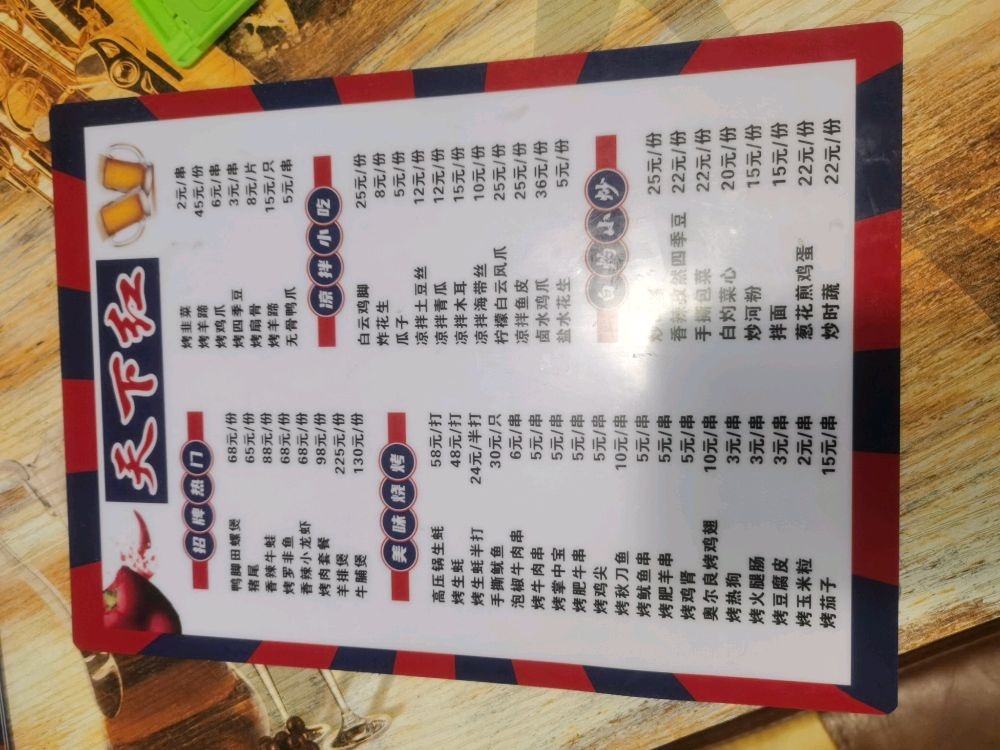 天下红
招牌热门
鸭脚田螺煲 68元/份
猪尾 65元/份
香辣牛蛙 88元/份
烤罗非鱼 68元/份
香辣小龙虾 68元/份
烤肉套餐 98元/份
羊排煲 225元/份
牛腩煲 130元/份
美味烧烤
高压锅生蚝 58元/打
烤生蚝 48元/打
烤生蚝半打 24元/半打
手撕鱿鱼 30元/只
泡椒牛肉串 6元/串
烤牛肉串 5元/串
烤掌中宝 5元/串
烤肥牛串 5元/串
烤鸡尖 5元/串
烤秋刀鱼 10元/串
烤鱿鱼串 5元/串
烤肥羊串 5元/串
烤鸡肾 5元/串
奥尔良烤鸡翅 10元/串
烤热狗 3元/串
烤火腿肠 3元/串
烤豆腐皮 3元/串
烤玉米粒 2元/串
烤茄子 15元/串
烤韭菜 2元/串
烤羊蹄 45元/份
烤鸡爪 6元/串
烤四季豆 3元/串
烤扇骨 8元/片
烤羊蹄 15元/只
无骨鸭爪 5元/串
凉拌小吃
白云鸡脚 25元/份
炸花生 8元/份
瓜子 5元/份
凉拌土豆丝 12元/份
凉拌青瓜 12元/份
凉拌木耳 15元/份
凉拌海带丝 10元/份
柠檬白云凤爪 25元/份
凉拌鱼皮 25元/份
卤水鸡爪 36元/份
盐水花生 5元/份
小炒
炒 25元/份
香辣 然四季豆 22元/份
手撕包菜 22元/份
白灼菜心 20元/份
炒河粉 15元/份
拌面 15元/份
葱花煎鸡蛋 22元/份
炒时蔬 22元/份